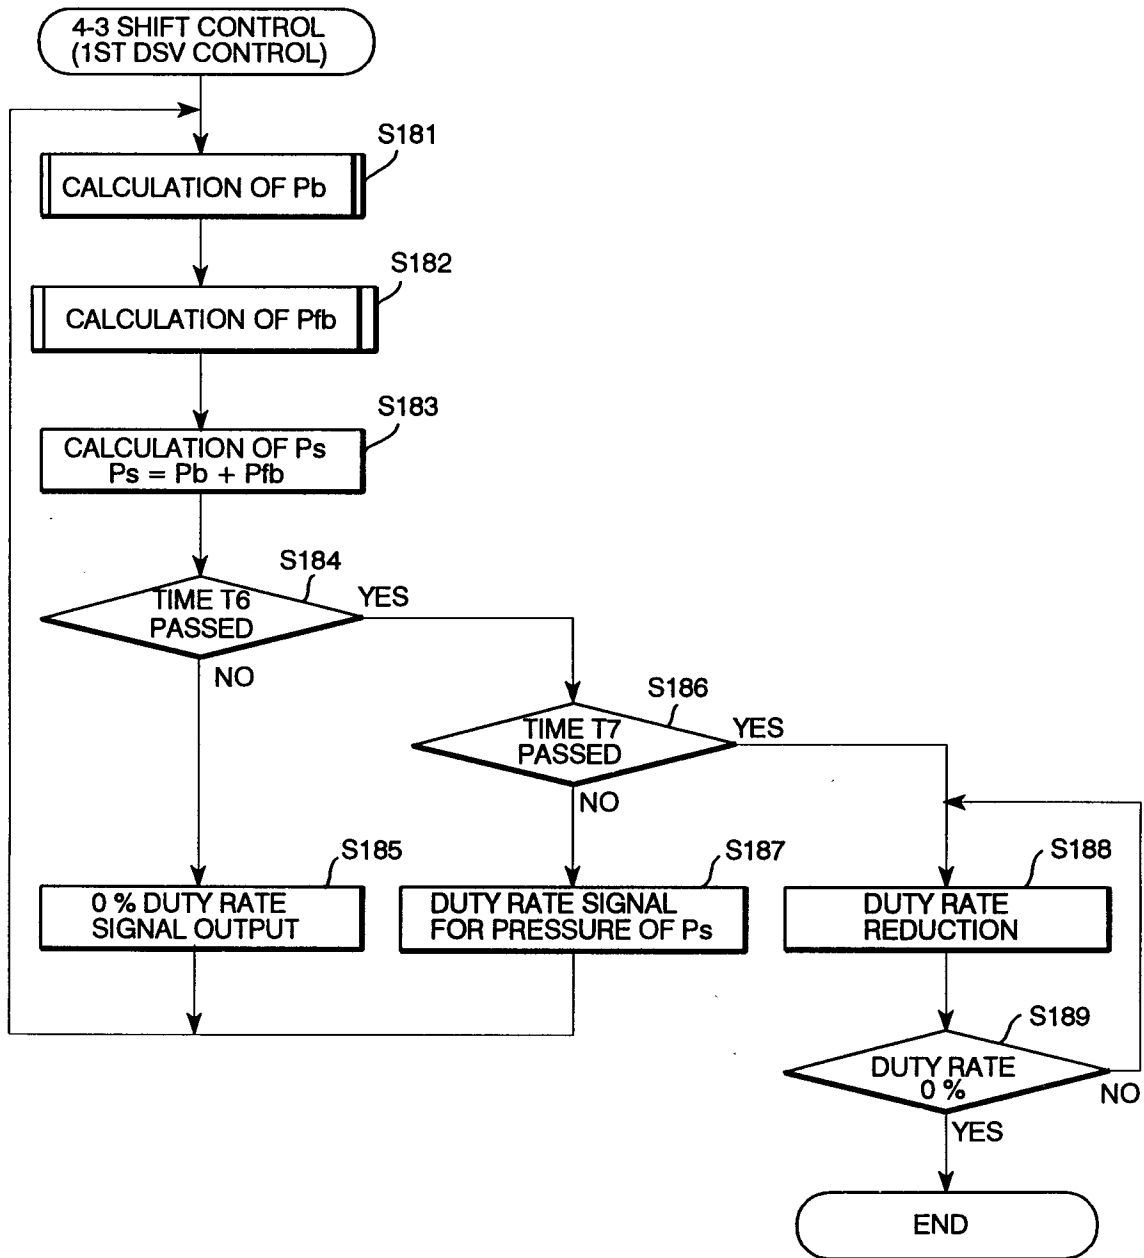 4-3 SHIFT CONTROL
(1ST DSV CONTROL)
S181
CALCULATION OF Pb
S182
CALCULATION OF Pfb
S183
CALCULATION OF Ps
Ps = Pb + Pfb
S184
TIME T6
PASSED
YES
NO
S186
TIME T7
PASSED
YES
NO
S185
0 % DUTY RATE
SIGNAL OUTPUT
S187
DUTY RATE SIGNAL
FOR PRESSURE OF Ps
S188
DUTY RATE
REDUCTION
S189
DUTY RATE
0 %
NO
YES
END